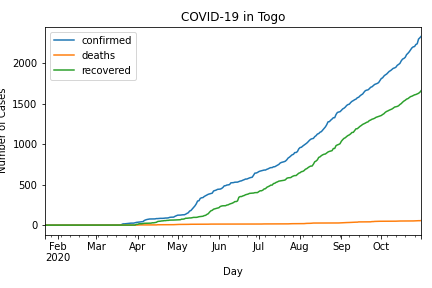 COVID-19 in Togo
confirmed
deaths
recovered
2000
1500
1000
500
0
Number of Cases
Feb Mar Apr May Jun Jul Aug Sep Oct
2020
Day